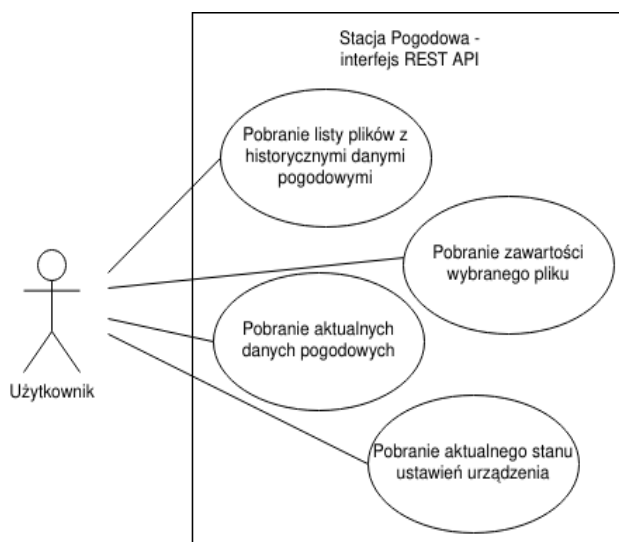 Stacja Pogodowa -
interfejs REST API
Pobranie listy plików z
historycznymi danymi
pogodowymi
Pobranie zawartości
wybranego pliku
Pobranie aktualnych
danych pogodowych
Użytkownik
Pobranie aktualnego stanu
ustawień urządzenia